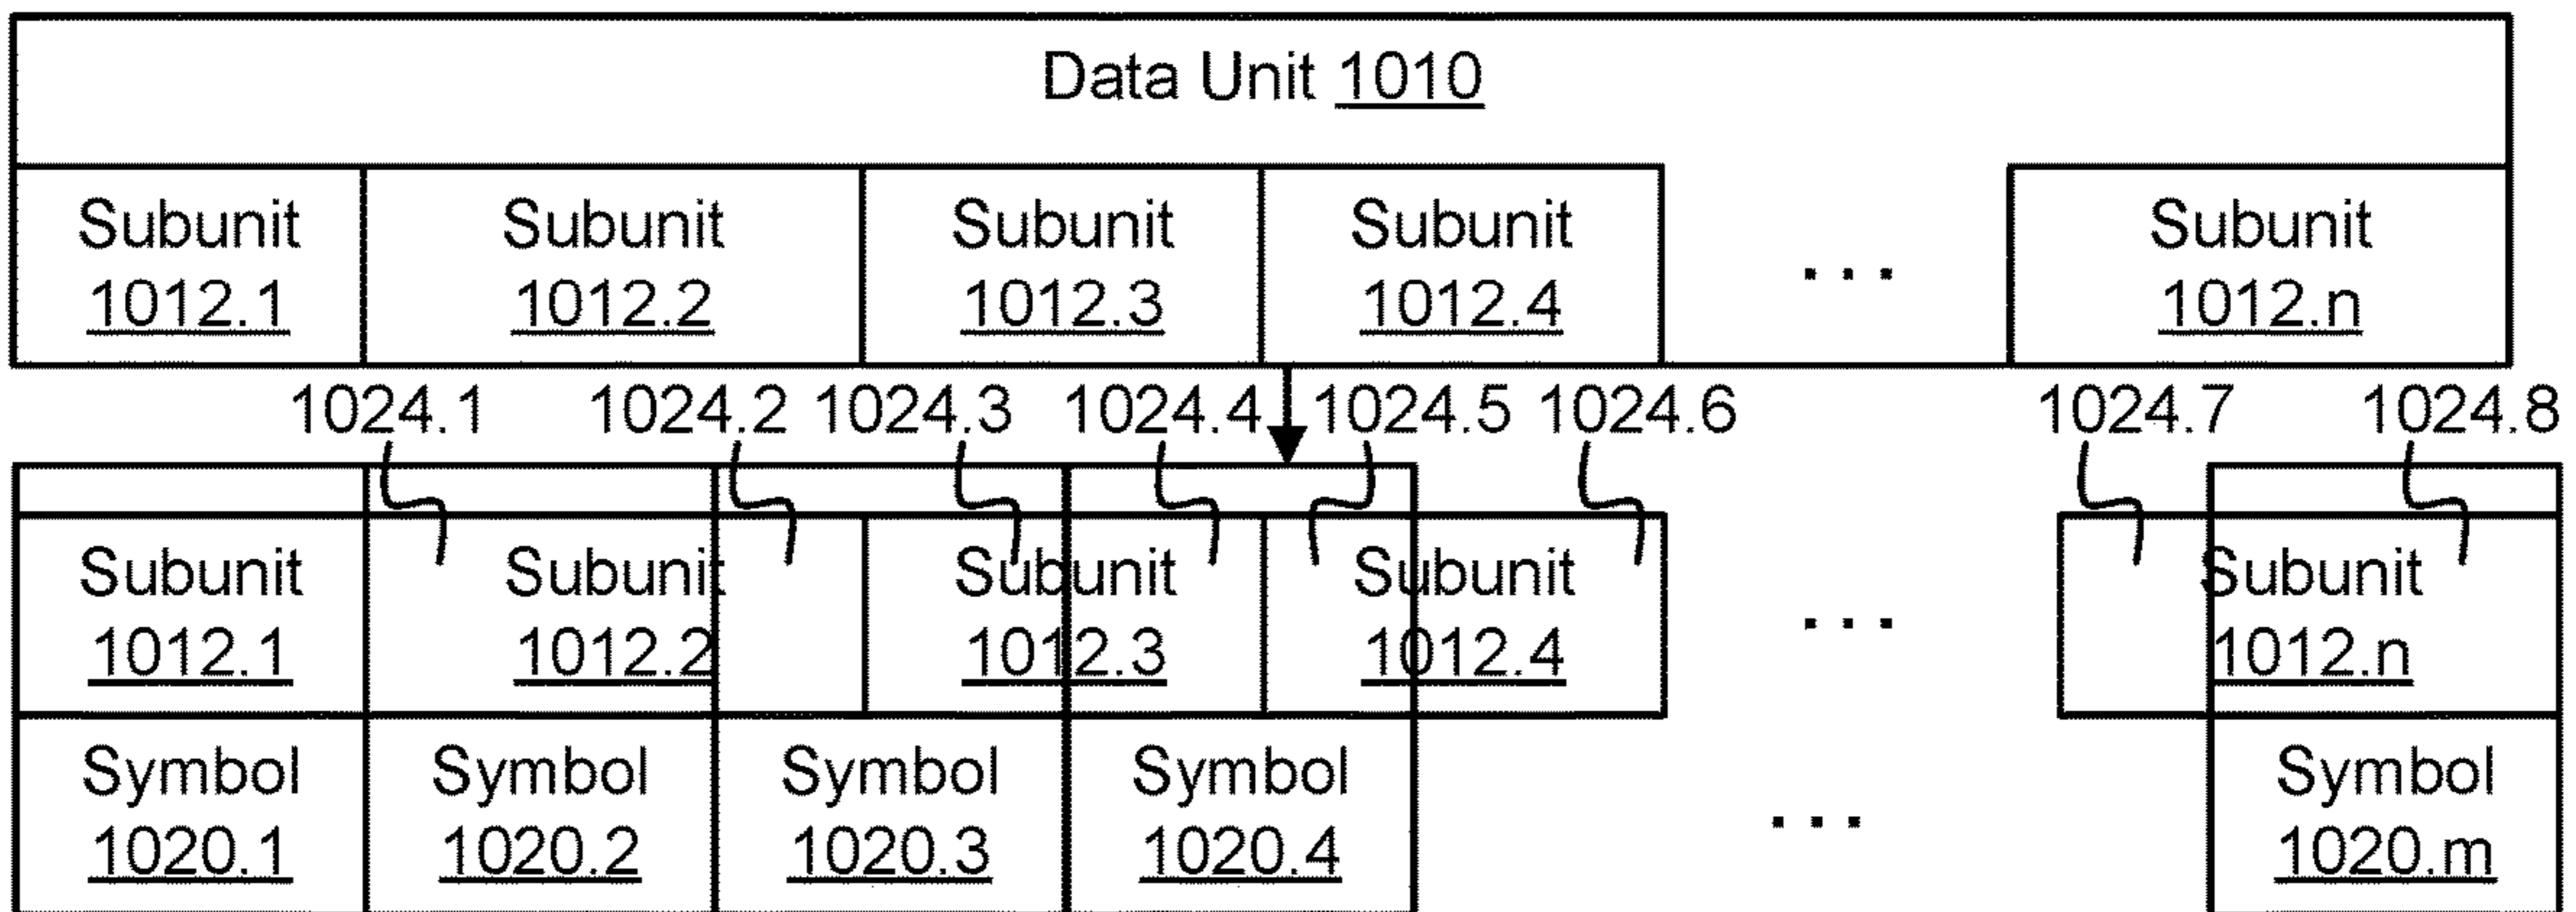 Data Unit 1010
Subunit Subunit Subunit Subunit Subunit
1012.1 1012.2 1012.3 1012.4 ... 1012.n
1024.1 1024.2 1024.3 1024.4 1024.5 1024.6 1024.7 1024.8
Subunit Subunit Subunit Subunit Subunit
1012.1 1012.2 1012.3 1012.4 ... 1012.n
Symbol Symbol Symbol Symbol Symbol
1020.1 1020.2 1020.3 1020.4 ... 1020.m